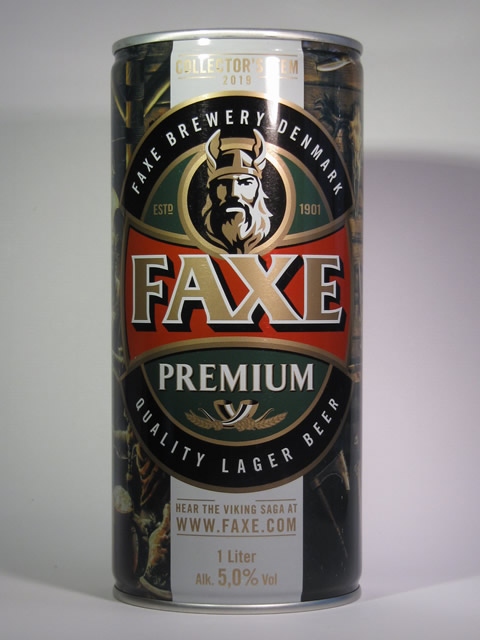 COLLECTOR'S ITEM
2019
FAXE BREWERY DENMARK
ESTD 1901
FAXE
PREMIUM
QUALITY LAGER BEER
HEAR THE VIKING SAGA AT
WWW.FAXE.COM
1 Liter
Alk. 5,0% Vol